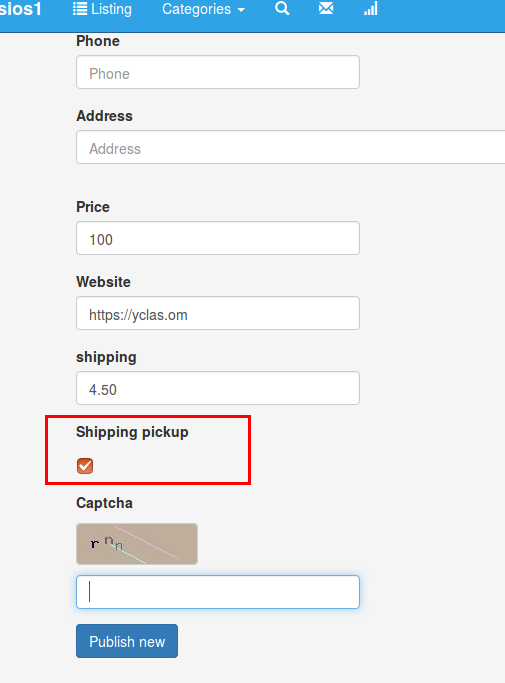 sios1 Listing Categories
Phone
Phone
Address
Address
Price
100
Website
https://yclas.om
shipping
4.50
Shipping pickup
Captcha
r n n
Publish new